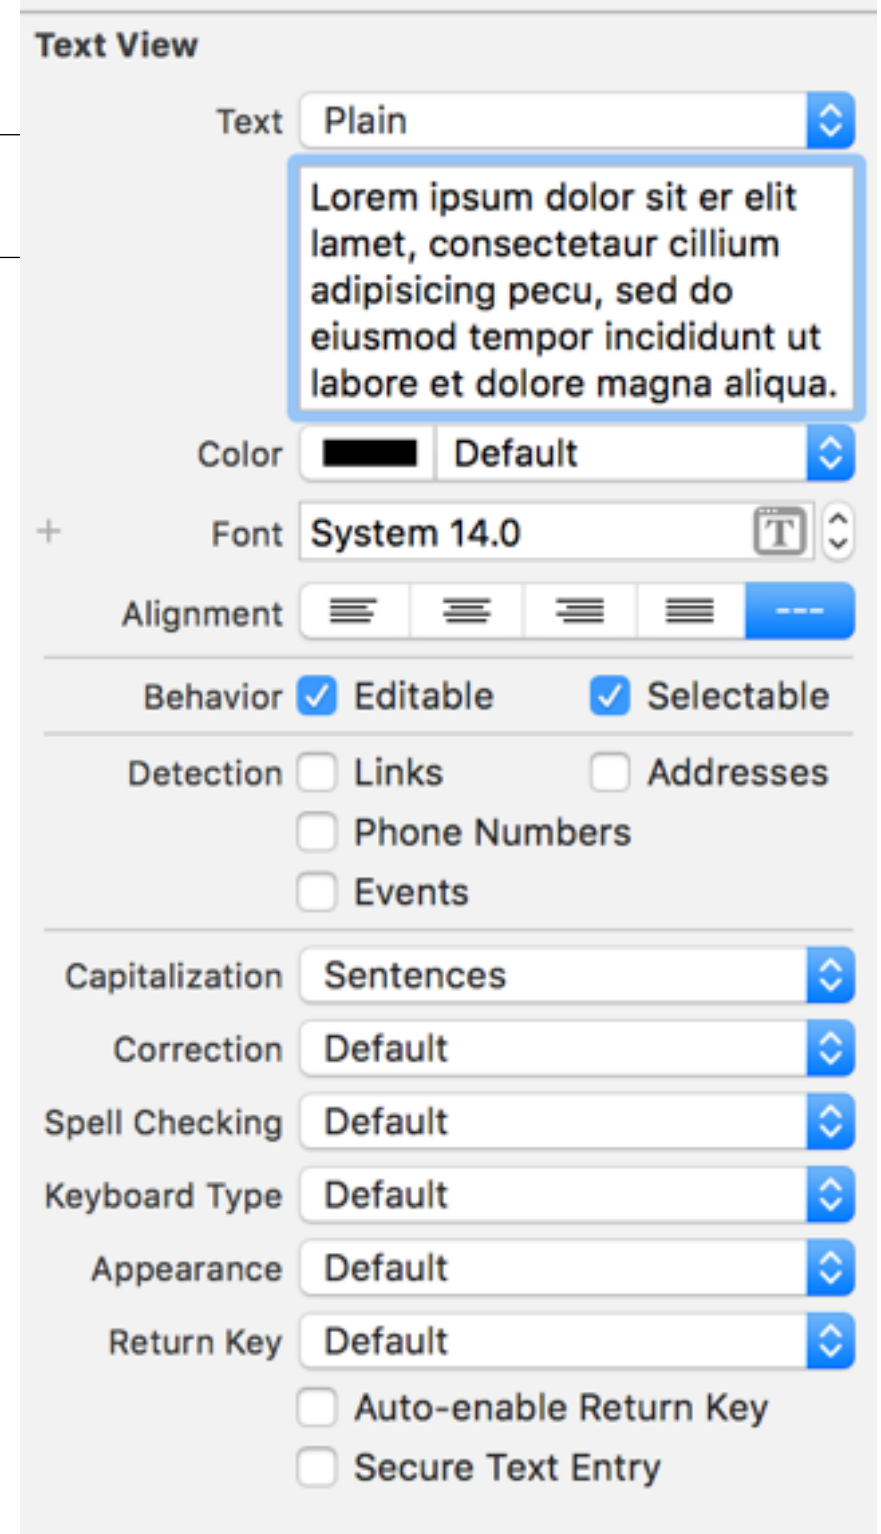 Text View
Text Plain
Lorem ipsum dolor sit er elit
lamet, consectetaur cillium
adipisicing pecu, sed do
eiusmod tempor incididunt ut
labore et dolore magna aliqua.
Color Default
+ Font System 14.0 T
Alignment ---
Behavior Editable Selectable
Detection Links Addresses
Phone Numbers
Events
Capitalization Sentences
Correction Default
Spell Checking Default
Keyboard Type Default
Appearance Default
Return Key Default
Auto-enable Return Key
Secure Text Entry